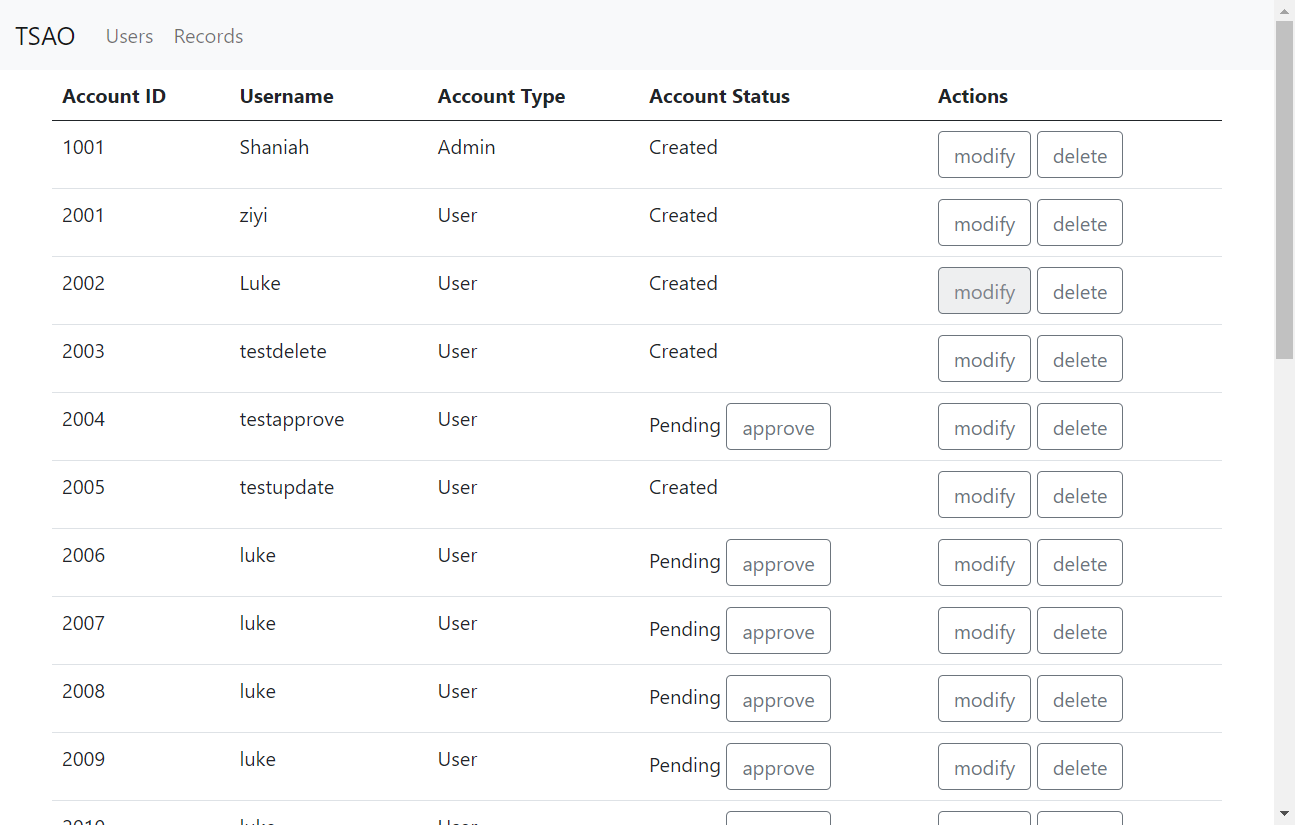 TSAO Users Records
Account ID Username Account Type Account Status Actions
1001 Shaniah Admin Created modify delete
2001 ziyi User Created modify delete
2002 Luke User Created modify delete
2003 testdelete User Created modify delete
2004 testapprove User Pending approve modify delete
2005 testupdate User Created modify delete
2006 luke User Pending approve modify delete
2007 luke User Pending approve modify delete
2008 luke User Pending approve modify delete
2009 luke User Pending approve modify delete
2010 luke User